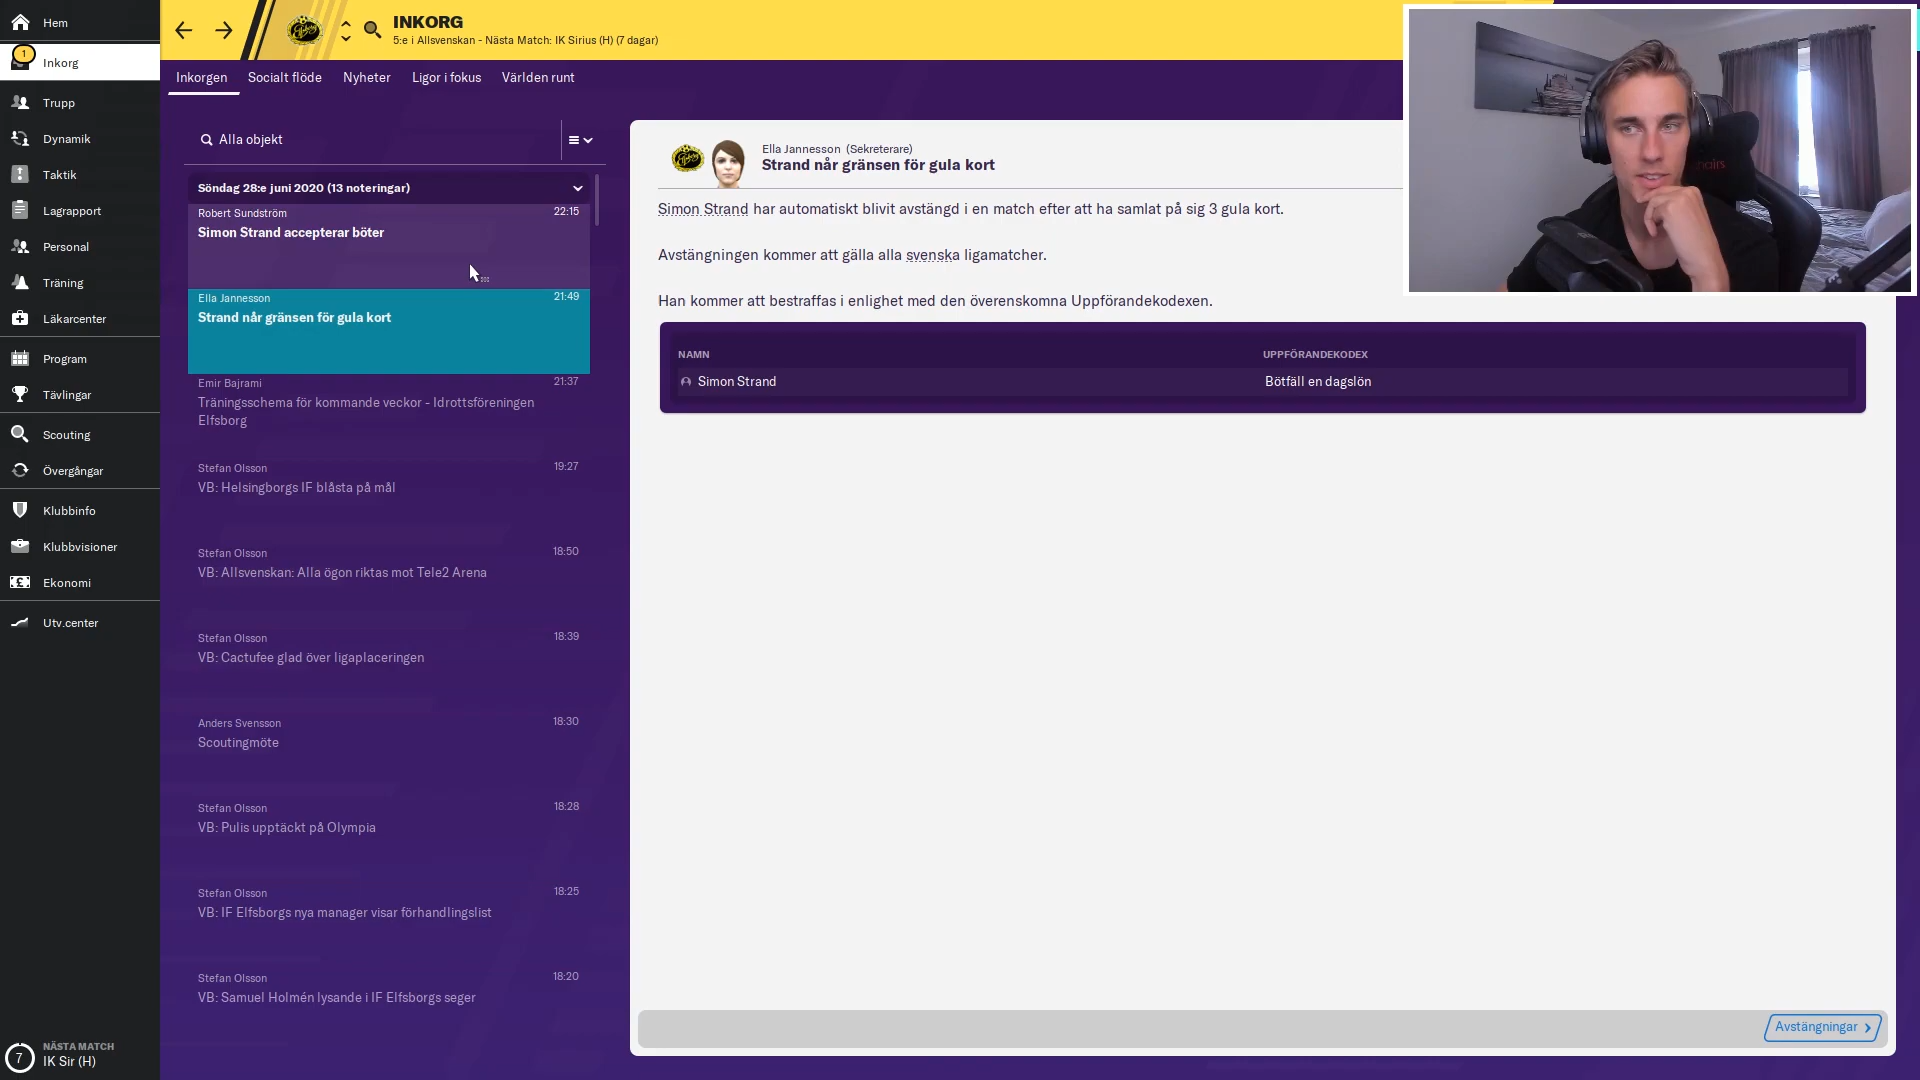 Hem
1
Inkorg
Trupp
Dynamik
Taktik
Lagrapport
Personal
Träning
Läkarcenter
Program
Tävlingar
Scouting
Övergångar
Klubbinfo
Klubbvisioner
Ekonomi
Utv.center
7
NÄSTA MATCH
IK Sir (H)
INKORG
5:e i Allsvenskan - Nästa Match: IK Sirius (H) (7 dagar)
Inkorgen
Socialt flöde
Nyheter
Ligor i fokus
Världen runt
Alla objekt
Söndag 28:e juni 2020 (13 noteringar)
Robert Sundström 22:15
Simon Strand accepterar böter
Ella Jannesson 21:49
Strand når gränsen för gula kort
Emir Bajrami 21:37
Träningsschema för kommande veckor - Idrottsföreningen
Elfsborg
Stefan Olsson 19:27
VB: Helsingborgs IF blåsta på mål
Stefan Olsson 18:50
VB: Allsvenskan: Alla ögon riktas mot Tele2 Arena
Stefan Olsson 18:39
VB: Cactufee glad över ligaplaceringen
Anders Svensson 18:30
Scoutingmöte
Stefan Olsson 18:28
VB: Pulis upptäckt på Olympia
Stefan Olsson 18:25
VB: IF Elfsborgs nya manager visar förhandlingslist
Stefan Olsson 18:20
VB: Samuel Holmén lysande i IF Elfsborgs seger
Ella Jannesson (Sekreterare)
Strand når gränsen för gula kort
Simon Strand har automatiskt blivit avstängd i en match efter att ha samlat på sig 3 gula kort.
Avstängningen kommer att gälla alla svenska ligamatcher.
Han kommer att bestraffas i enlighet med den överenskomna Uppförandekodexen.
NAMN UPPFÖRANDEKODEX
Simon Strand Bötfäll en dagslön
Avstängningar